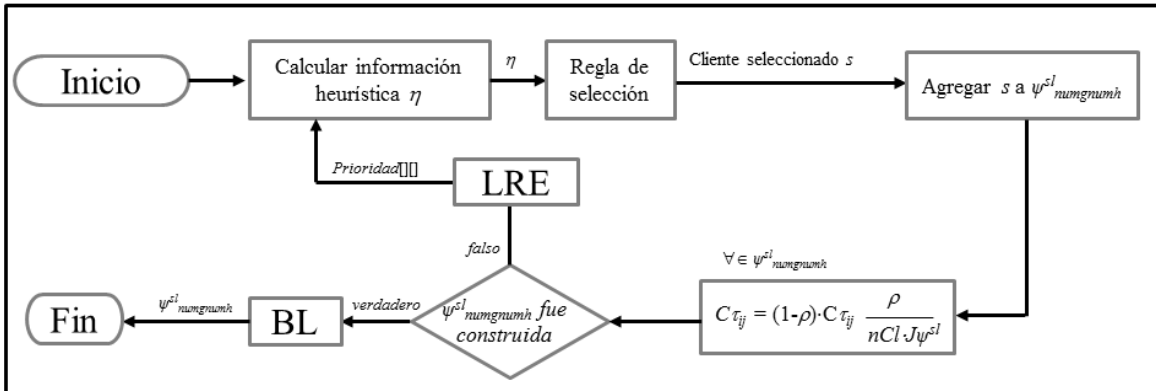 Inicio
Calcular información
heurística η
η
Regla de
selección
Cliente seleccionado s
Agregar s a ψ^sl_numgnumh
Prioridad[][]
LRE
falso
∀ ∈ ψ^sl_numgnumh
Cτ_ij = (1-ρ)·Cτ_ij ρ / nCl·Jψ^sl
ψ^sl_numgnumh fue
construida
verdadero
BL
ψ^sl_numgnumh
Fin